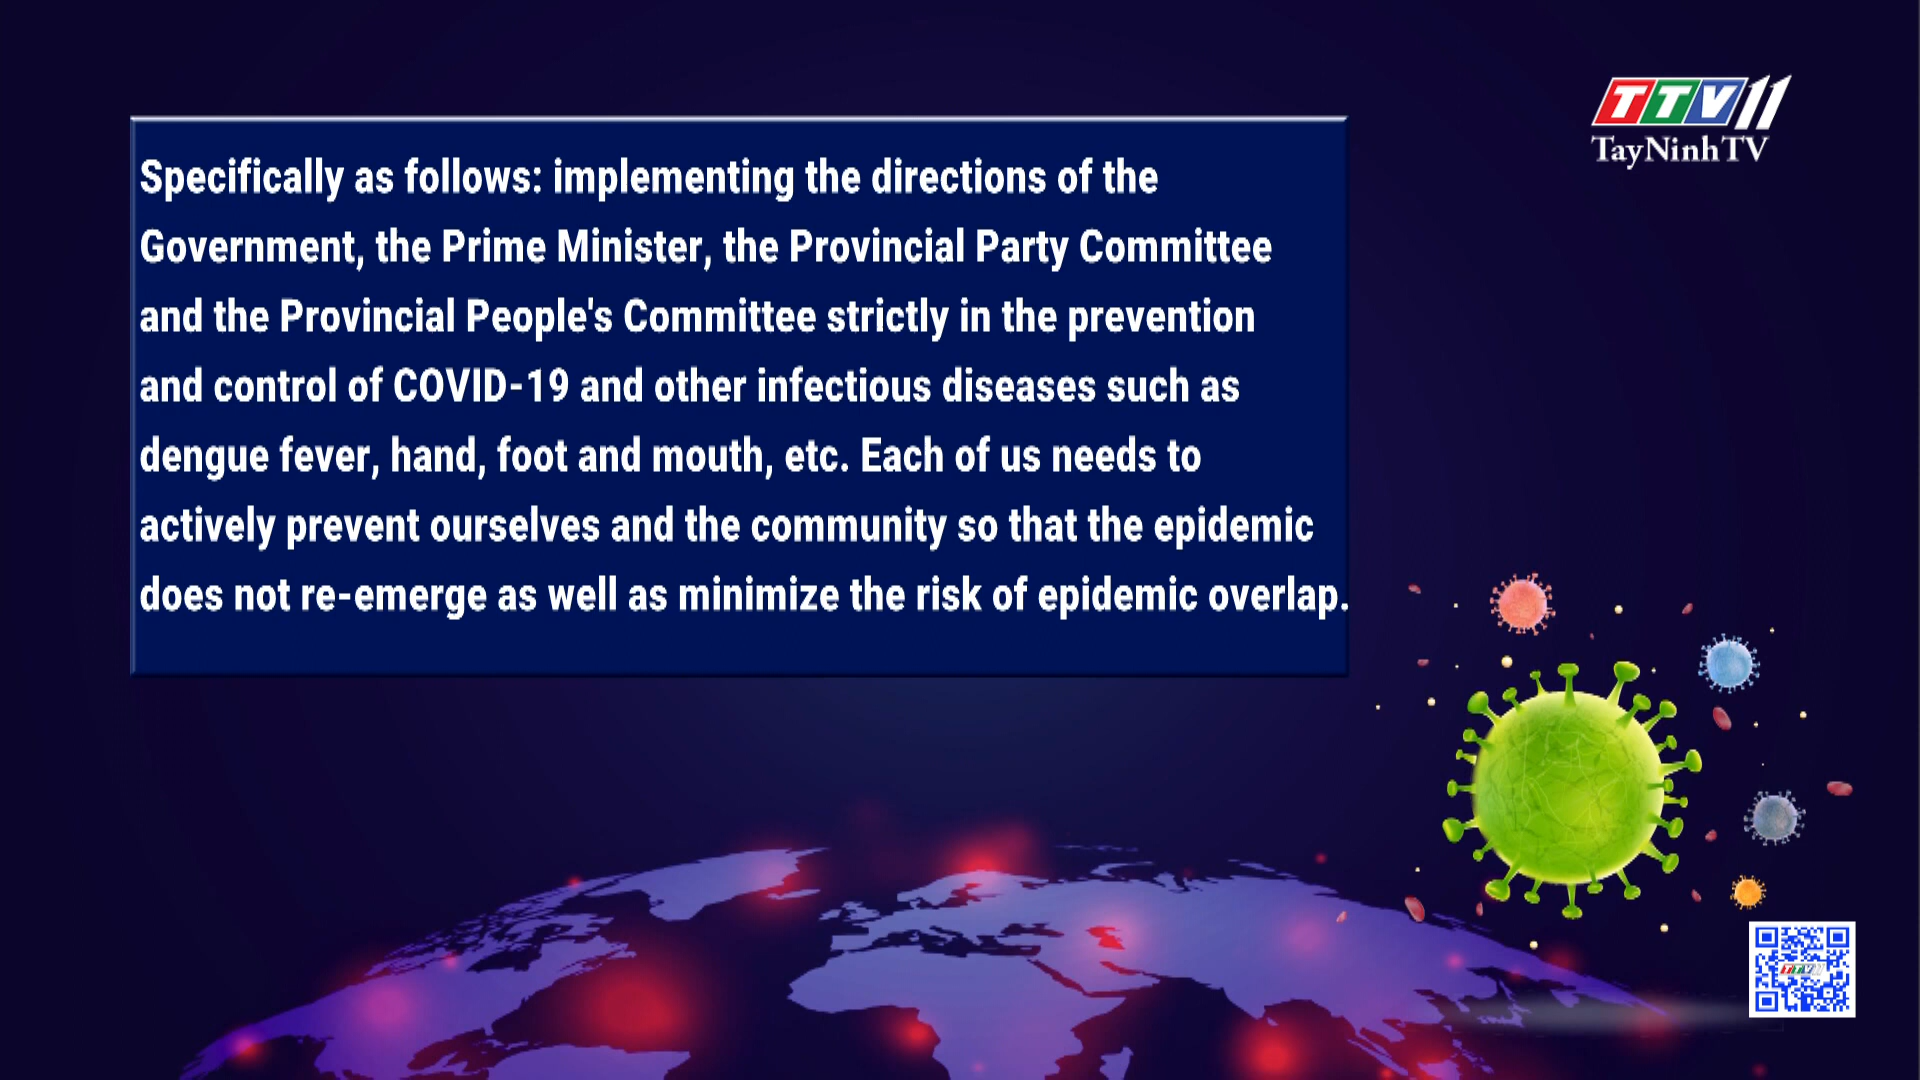 TTV11
TayNinhTV
Specifically as follows: implementing the directions of the
Government, the Prime Minister, the Provincial Party Committee
and the Provincial People's Committee strictly in the prevention
and control of COVID-19 and other infectious diseases such as
dengue fever, hand, foot and mouth, etc. Each of us needs to
actively prevent ourselves and the community so that the epidemic
does not re-emerge as well as minimize the risk of epidemic overlap.